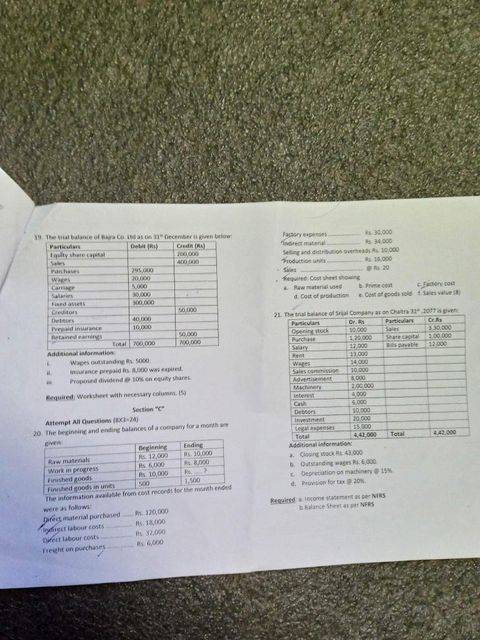 19. The trial balance of Bajra Co. Ltd as on 31st December is given below:
Particulars Debit (Rs) Credit (Rs)
Equity share capital 200,000
Sales 400,000
Purchases 295,000
Wages 20,000
Carriage 5,000
Salaries 30,000
Fixed assets 300,000
Creditors 50,000
Debtors 40,000
Prepaid insurance 10,000
Retained earnings 50,000
Total 700,000 700,000
Additional information:
i. Wages outstanding Rs. 5000.
ii. Insurance prepaid Rs. 8,000 was expired.
iii. Proposed dividend @ 10% on equity shares.
Required: Worksheet with necessary columns. (5)
Section "C"
Attempt All Questions (8X3=24)
20. The beginning and ending balances of a company for a month are
given:
Beginning Ending
Raw materials Rs. 12,000 Rs. 10,000
Work in progress Rs. 6,000 Rs. 8,000
Finished goods Rs. 10,000 Rs. ....?
Finished goods in units 500 1,500
The information available from cost records for the month ended
were as follows:
Direct material purchased ........ Rs. 120,000
Indirect labour costs ........ Rs. 18,000
Direct labour costs ........ Rs. 32,000
Freight on purchases ........ Rs. 6,000
Factory expenses ........ Rs. 30,000
Indirect material ........ Rs. 34,000
Selling and distribution overheads Rs. 10,000
Production units ........ Rs. 16,000
Sales ........ @ Rs. 20
Required: Cost sheet showing
a. Raw material used b. Prime cost c. Factory cost
d. Cost of production e. Cost of goods sold f. Sales value (8)
21. The trial balance of Srijal Company as on Chaitra 31st, 2077 is given:
Particulars Dr. Rs Particulars Cr.Rs
Opening stock 10,000 Sales 3,30,000
Purchase 1,20,000 Share capital 1,00,000
Salary 12,000 Bills payable 12,000
Rent 13,000
Wages 14,000
Sales commission 10,000
Advertisement 8,000
Machinery 2,00,000
Interest 4,000
Cash 6,000
Debtors 10,000
Investment 20,000
Legal expenses 15,000
Total 4,42,000 Total 4,42,000
Additional information:
a. Closing stock Rs. 43,000
b. Outstanding wages Rs. 6,000.
c. Depreciation on machinery @ 15%.
d. Provision for tax @ 20%.
Required: a. Income statement as per NFRS
b.Balance Sheet as per NFRS